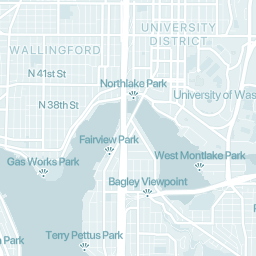 UNIVERSITY
DISTRICT
WALLINGFORD
N 41st St
Northlake Park
University of Was
N 38th St
Fairview Park
Gas Works Park
West Montlake Park
Bagley Viewpoint
Terry Pettus Park
n Park